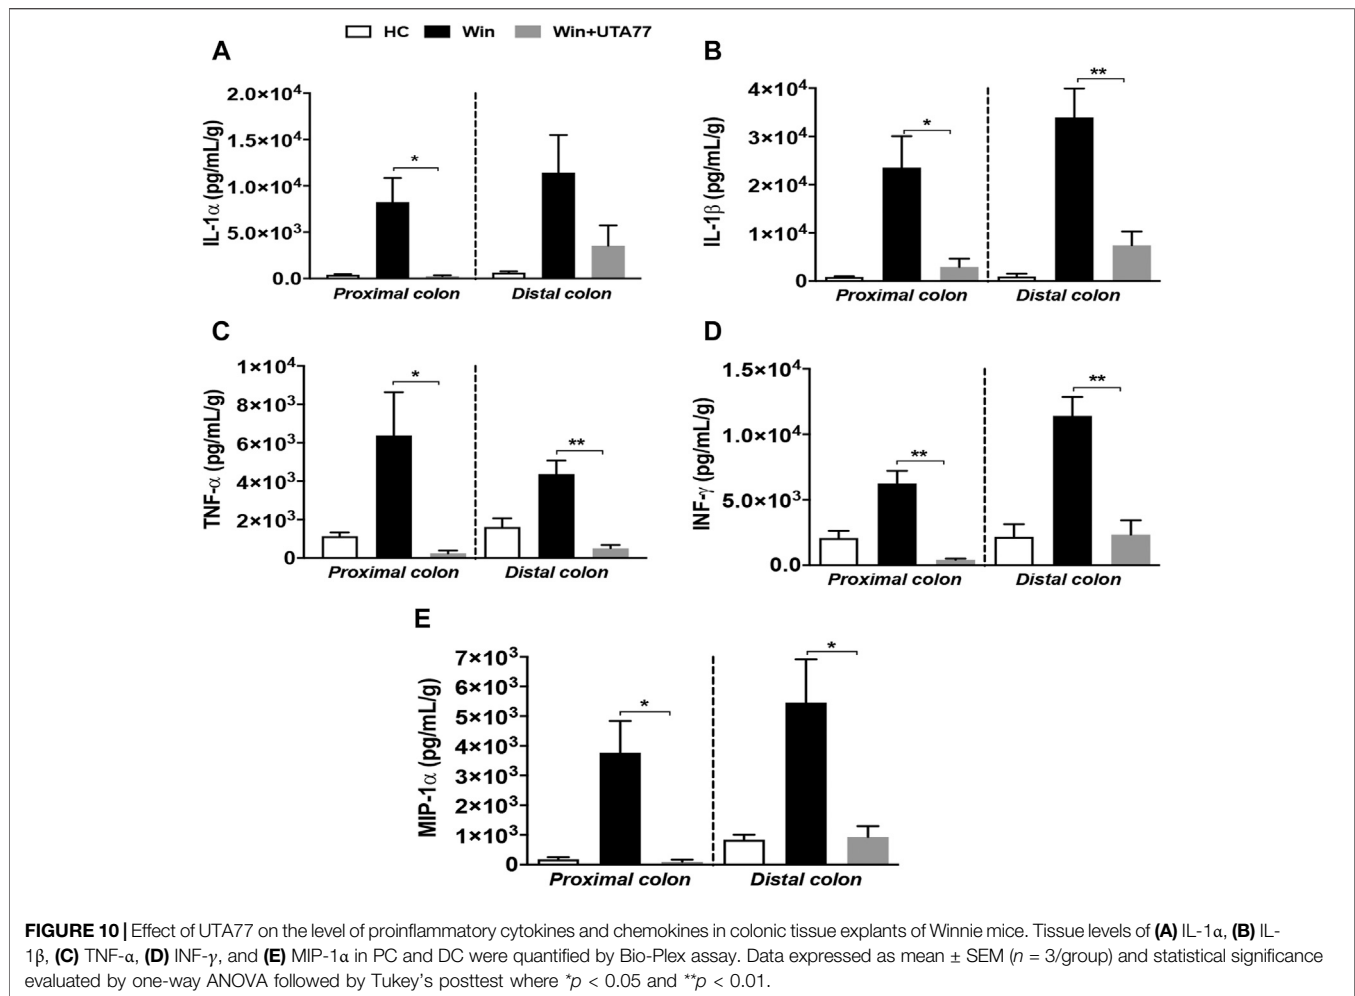 HC Win Win+UTA77
A
IL-1α (pg/mL/g)
2.0×10⁴
1.5×10⁴
1.0×10⁴
5.0×10³
0.0
*
Proximal colon Distal colon
B
IL-1β (pg/mL/g)
4×10⁴
3×10⁴
2×10⁴
1×10⁴
0
* **
Proximal colon Distal colon
C
TNF-α (pg/mL/g)
1×10⁴
8×10³
6×10³
4×10³
2×10³
0
* **
Proximal colon Distal colon
D
INF-γ (pg/mL/g)
1.5×10⁴
1.0×10⁴
5.0×10³
0.0
** **
Proximal colon Distal colon
E
MIP-1α (pg/mL/g)
7×10³
6×10³
5×10³
4×10³
3×10³
2×10³
1×10³
0
* *
Proximal colon Distal colon
FIGURE 10 | Effect of UTA77 on the level of proinflammatory cytokines and chemokines in colonic tissue explants of Winnie mice. Tissue levels of (A) IL-1α, (B) IL-
1β, (C) TNF-α, (D) INF-γ, and (E) MIP-1α in PC and DC were quantified by Bio-Plex assay. Data expressed as mean ± SEM (n = 3/group) and statistical significance
evaluated by one-way ANOVA followed by Tukey's posttest where *p < 0.05 and **p < 0.01.